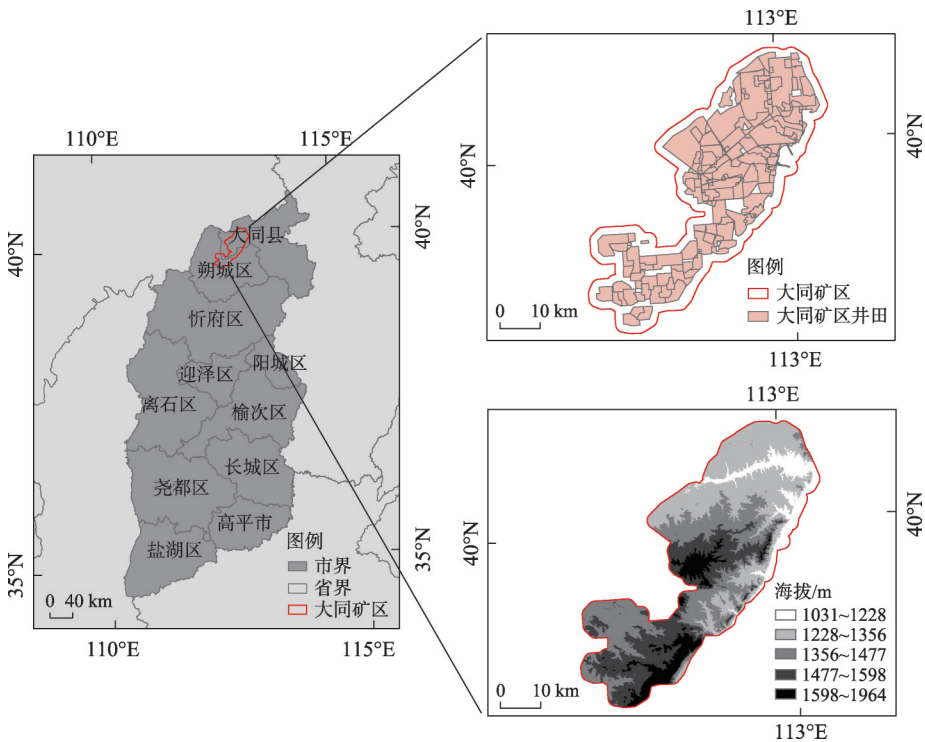 110°E
115°E
40°N
40°N
35°N
35°N
大同县
朔城区
忻府区
迎泽区
阳城区
离石区
榆次区
长城区
尧都区
高平市
盐湖区
图例
市界
省界
大同矿区
0 40 km
110°E
115°E
113°E
40°N
40°N
图例
大同矿区
大同矿区井田
0 10 km
113°E
113°E
40°N
40°N
海拔/m
1031~1228
1228~1356
1356~1477
1477~1598
1598~1964
0 10 km
113°E